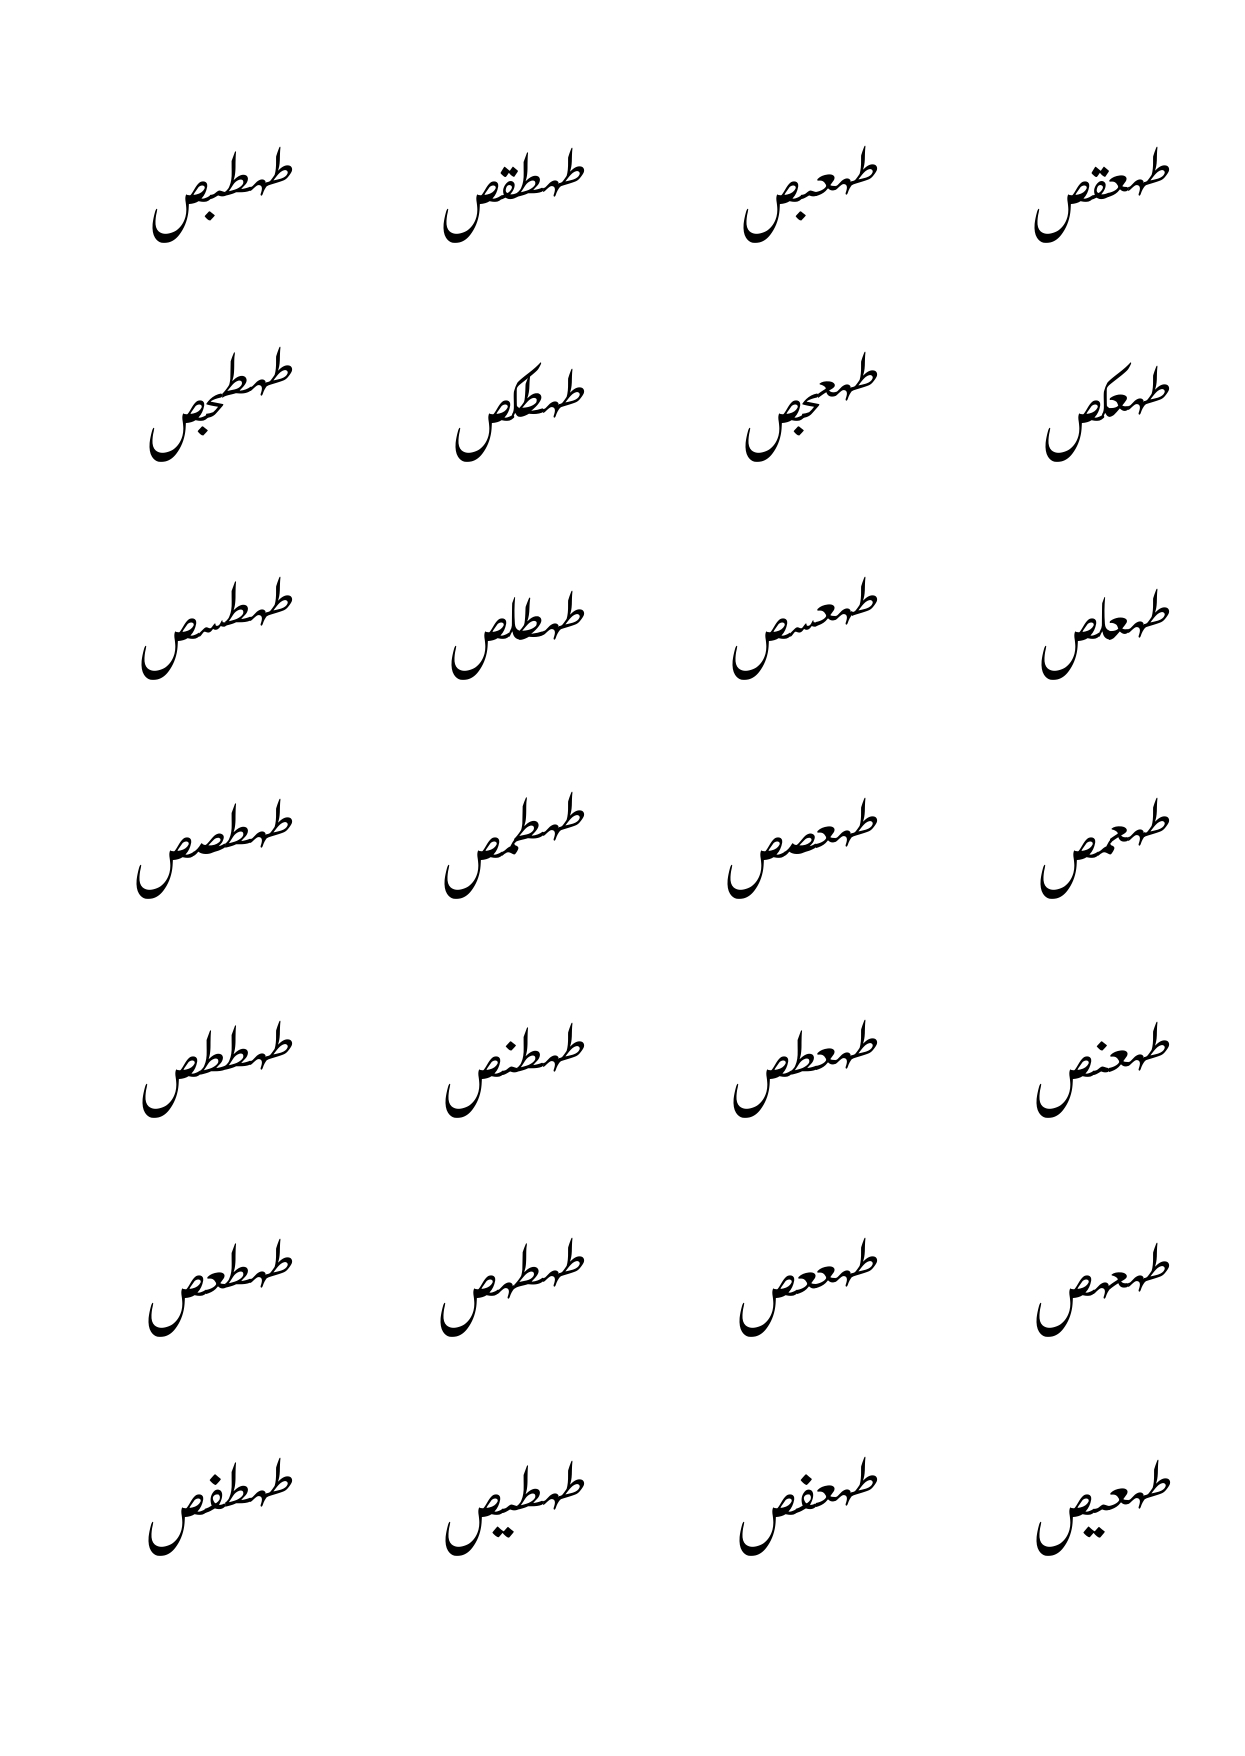 طهعقص طهعبص طهطقص طهطبص
طهعكص طهعجص طهطكص طهطجص
طهعلص طهعسص طهطلص طهطسص
طهعمص طهعصص طهطمص طهطصص
طهعنص طهعطص طهطنص طهططص
طهعهص طهععص طهطهص طهطعص
طهعيص طهعفص طهطيص طهطفص